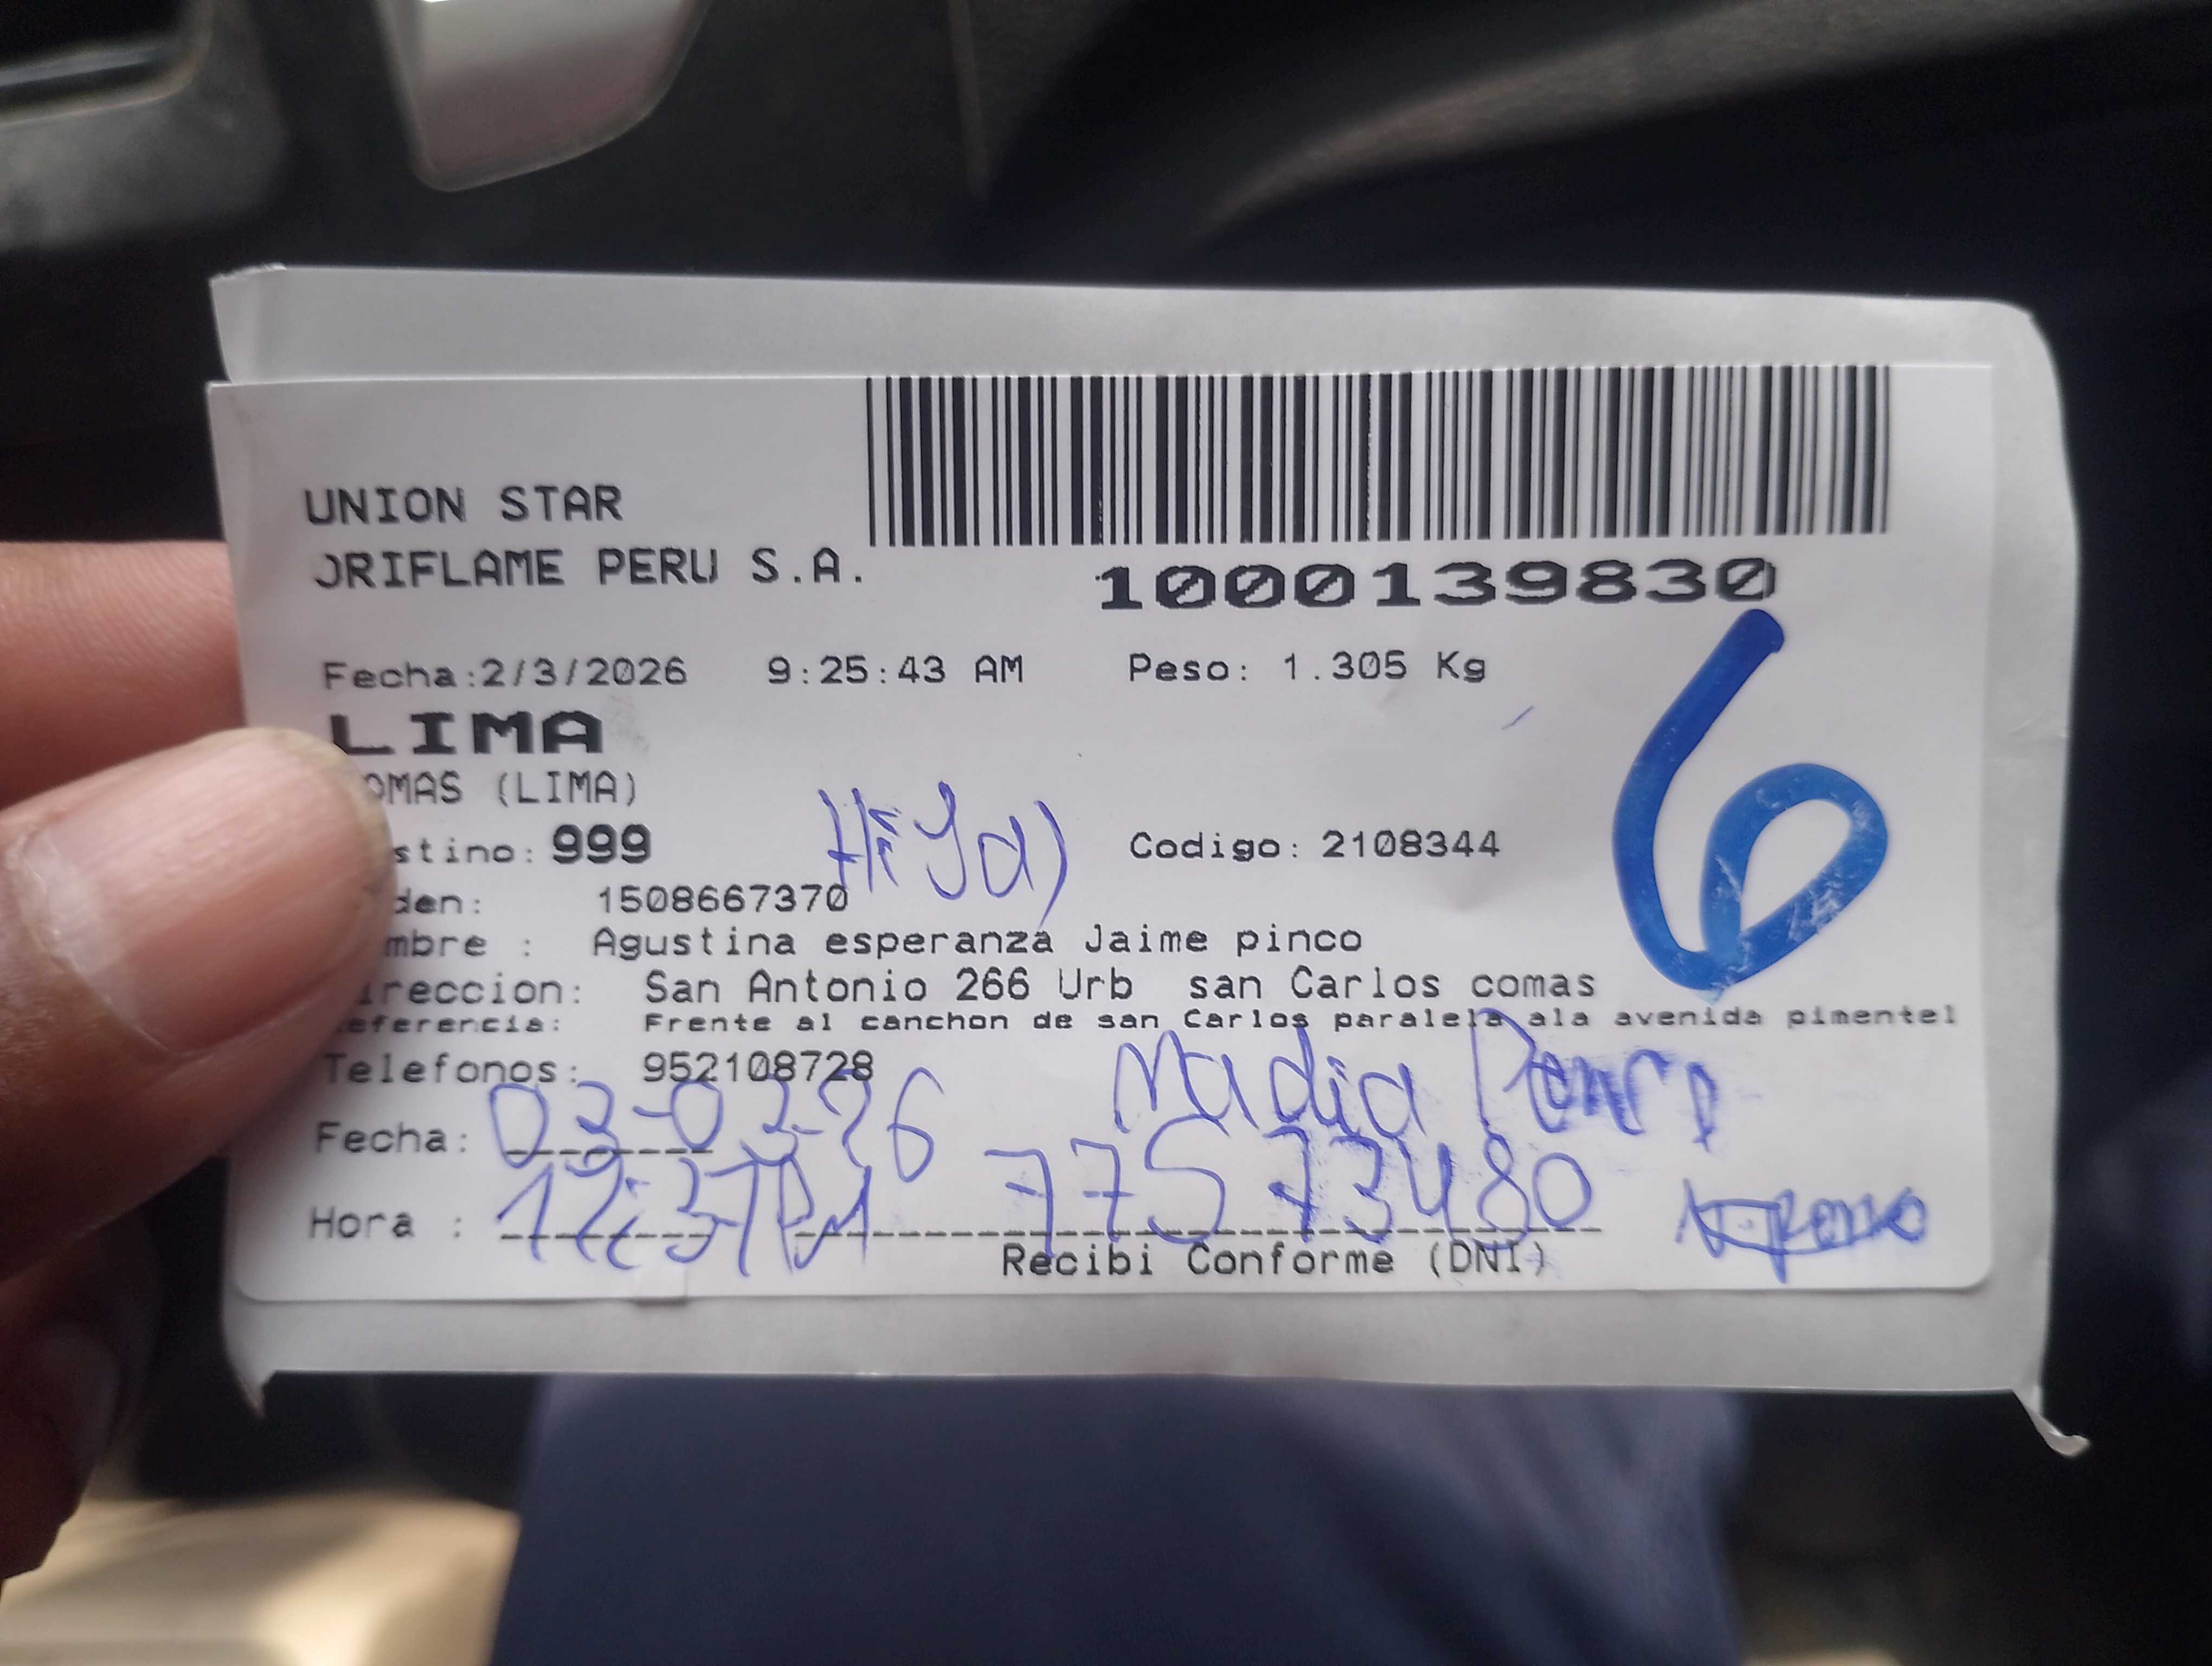 UNION STAR
ORIFLAME PERU S.A.
1000139830
Fecha:2/3/2026 9:25:43 AM Peso: 1.305 Kg
6
LIMA
OMAS (LIMA)
stino: 999 Hija) Codigo: 2108344
den: 1508667370
mbre : Agustina esperanza Jaime pinco
ireccion: San Antonio 266 Urb san Carlos comas
eferencia: Frente al canchon de san Carlos paralela ala avenida pimentel
Telefonos: 952108728
Nadia
Fecha: 03-03-26
Hora : 12:37PM 77573480
Recibi Conforme (DNI)